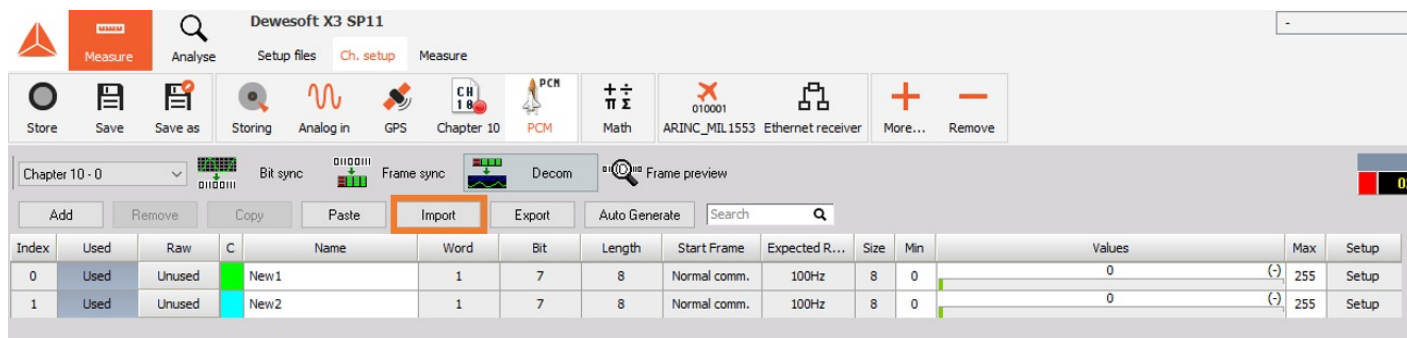 Dewesoft X3 SP11
-
Measure Analyse Setup files Ch. setup Measure
CH PCM + ÷
10 π Σ 010001
Store Save Save as Storing Analog in GPS Chapter 10 PCM Math ARINC_MIL1553 Ethernet receiver More... Remove
Chapter 10 - 0 Bit sync Frame sync Decom Frame preview
Add Remove Copy Paste Import Export Auto Generate Search
Index Used Raw C Name Word Bit Length Start Frame Expected R... Size Min Values Max Setup
0 Used Unused New1 1 7 8 Normal comm. 100Hz 8 0 0 (-) 255 Setup
1 Used Unused New2 1 7 8 Normal comm. 100Hz 8 0 0 (-) 255 Setup